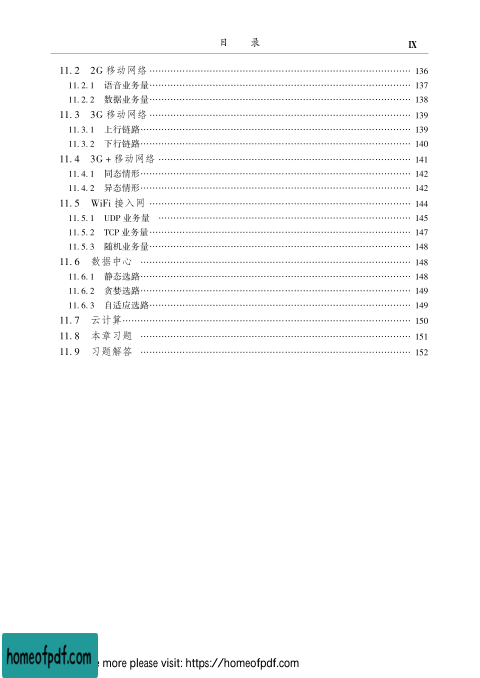 目 录 Ⅸ
11.2 2G 移动网络 …… 136
11.2.1 语音业务量…… 137
11.2.2 数据业务量…… 138
11.3 3G 移动网络 …… 139
11.3.1 上行链路…… 139
11.3.2 下行链路…… 140
11.4 3G+移动网络 …… 141
11.4.1 同态情形…… 142
11.4.2 异态情形…… 142
11.5 WiFi 接入网 …… 144
11.5.1 UDP 业务量 …… 145
11.5.2 TCP 业务量…… 147
11.5.3 随机业务量…… 148
11.6 数据中心 …… 148
11.6.1 静态选路…… 148
11.6.2 贪婪选路…… 149
11.6.3 自适应选路…… 149
11.7 云计算…… 150
11.8 本章习题 …… 151
11.9 习题解答 …… 152
homeofpdf.com more please visit: https://homeofpdf.com